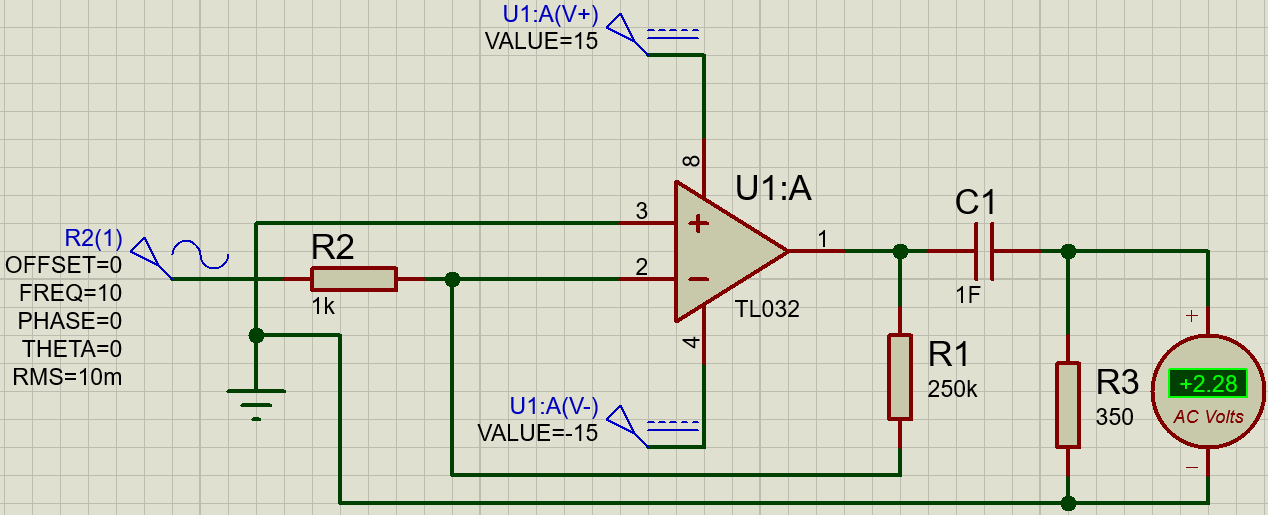 U1:A(V+)
VALUE=15
8
U1:A
3
+
2
−
1
TL032
4
U1:A(V-)
VALUE=-15
R2(1)
OFFSET=0
FREQ=10
PHASE=0
THETA=0
RMS=10m
R2
1k
C1
1F
R1
250k
R3
350
+
+2.28
AC Volts
−